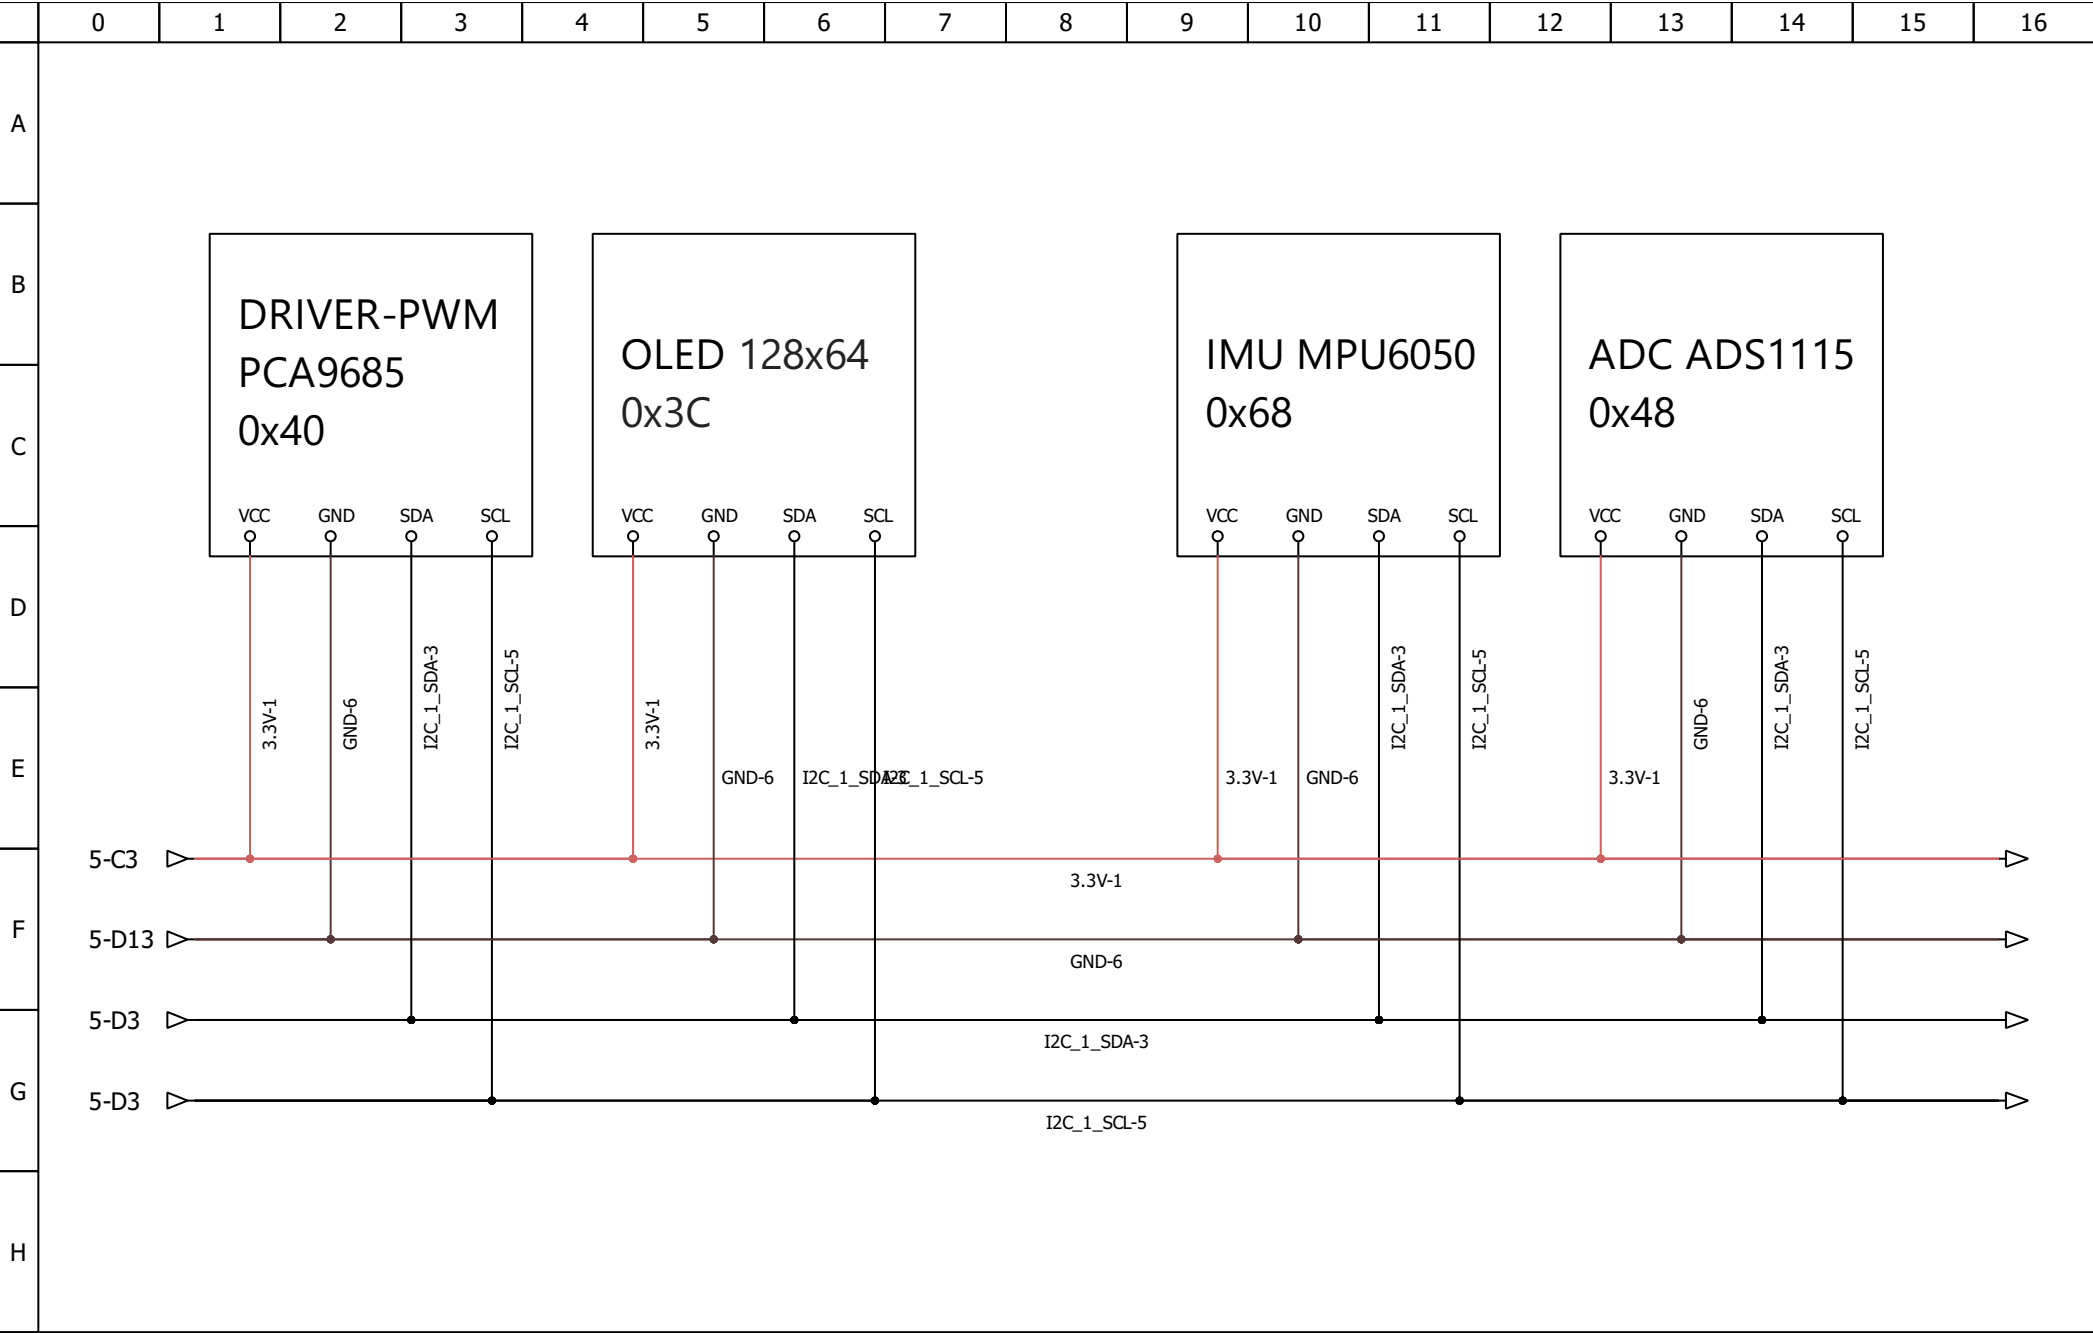 0 1 2 3 4 5 6 7 8 9 10 11 12 13 14 15 16
A
B
C
D
E
F
G
H
DRIVER-PWM
PCA9685
0x40
VCC GND SDA SCL
OLED 128x64
0x3C
VCC GND SDA SCL
IMU MPU6050
0x68
VCC GND SDA SCL
ADC ADS1115
0x48
VCC GND SDA SCL
3.3V-1
GND-6
I2C_1_SDA-3
I2C_1_SCL-5
3.3V-1
GND-6
I2C_1_SDA-3
I2C_1_SCL-5
3.3V-1
GND-6
I2C_1_SDA-3
I2C_1_SCL-5
3.3V-1
GND-6
I2C_1_SDA-3
I2C_1_SCL-5
5-C3
3.3V-1
5-D13
GND-6
5-D3
I2C_1_SDA-3
5-D3
I2C_1_SCL-5